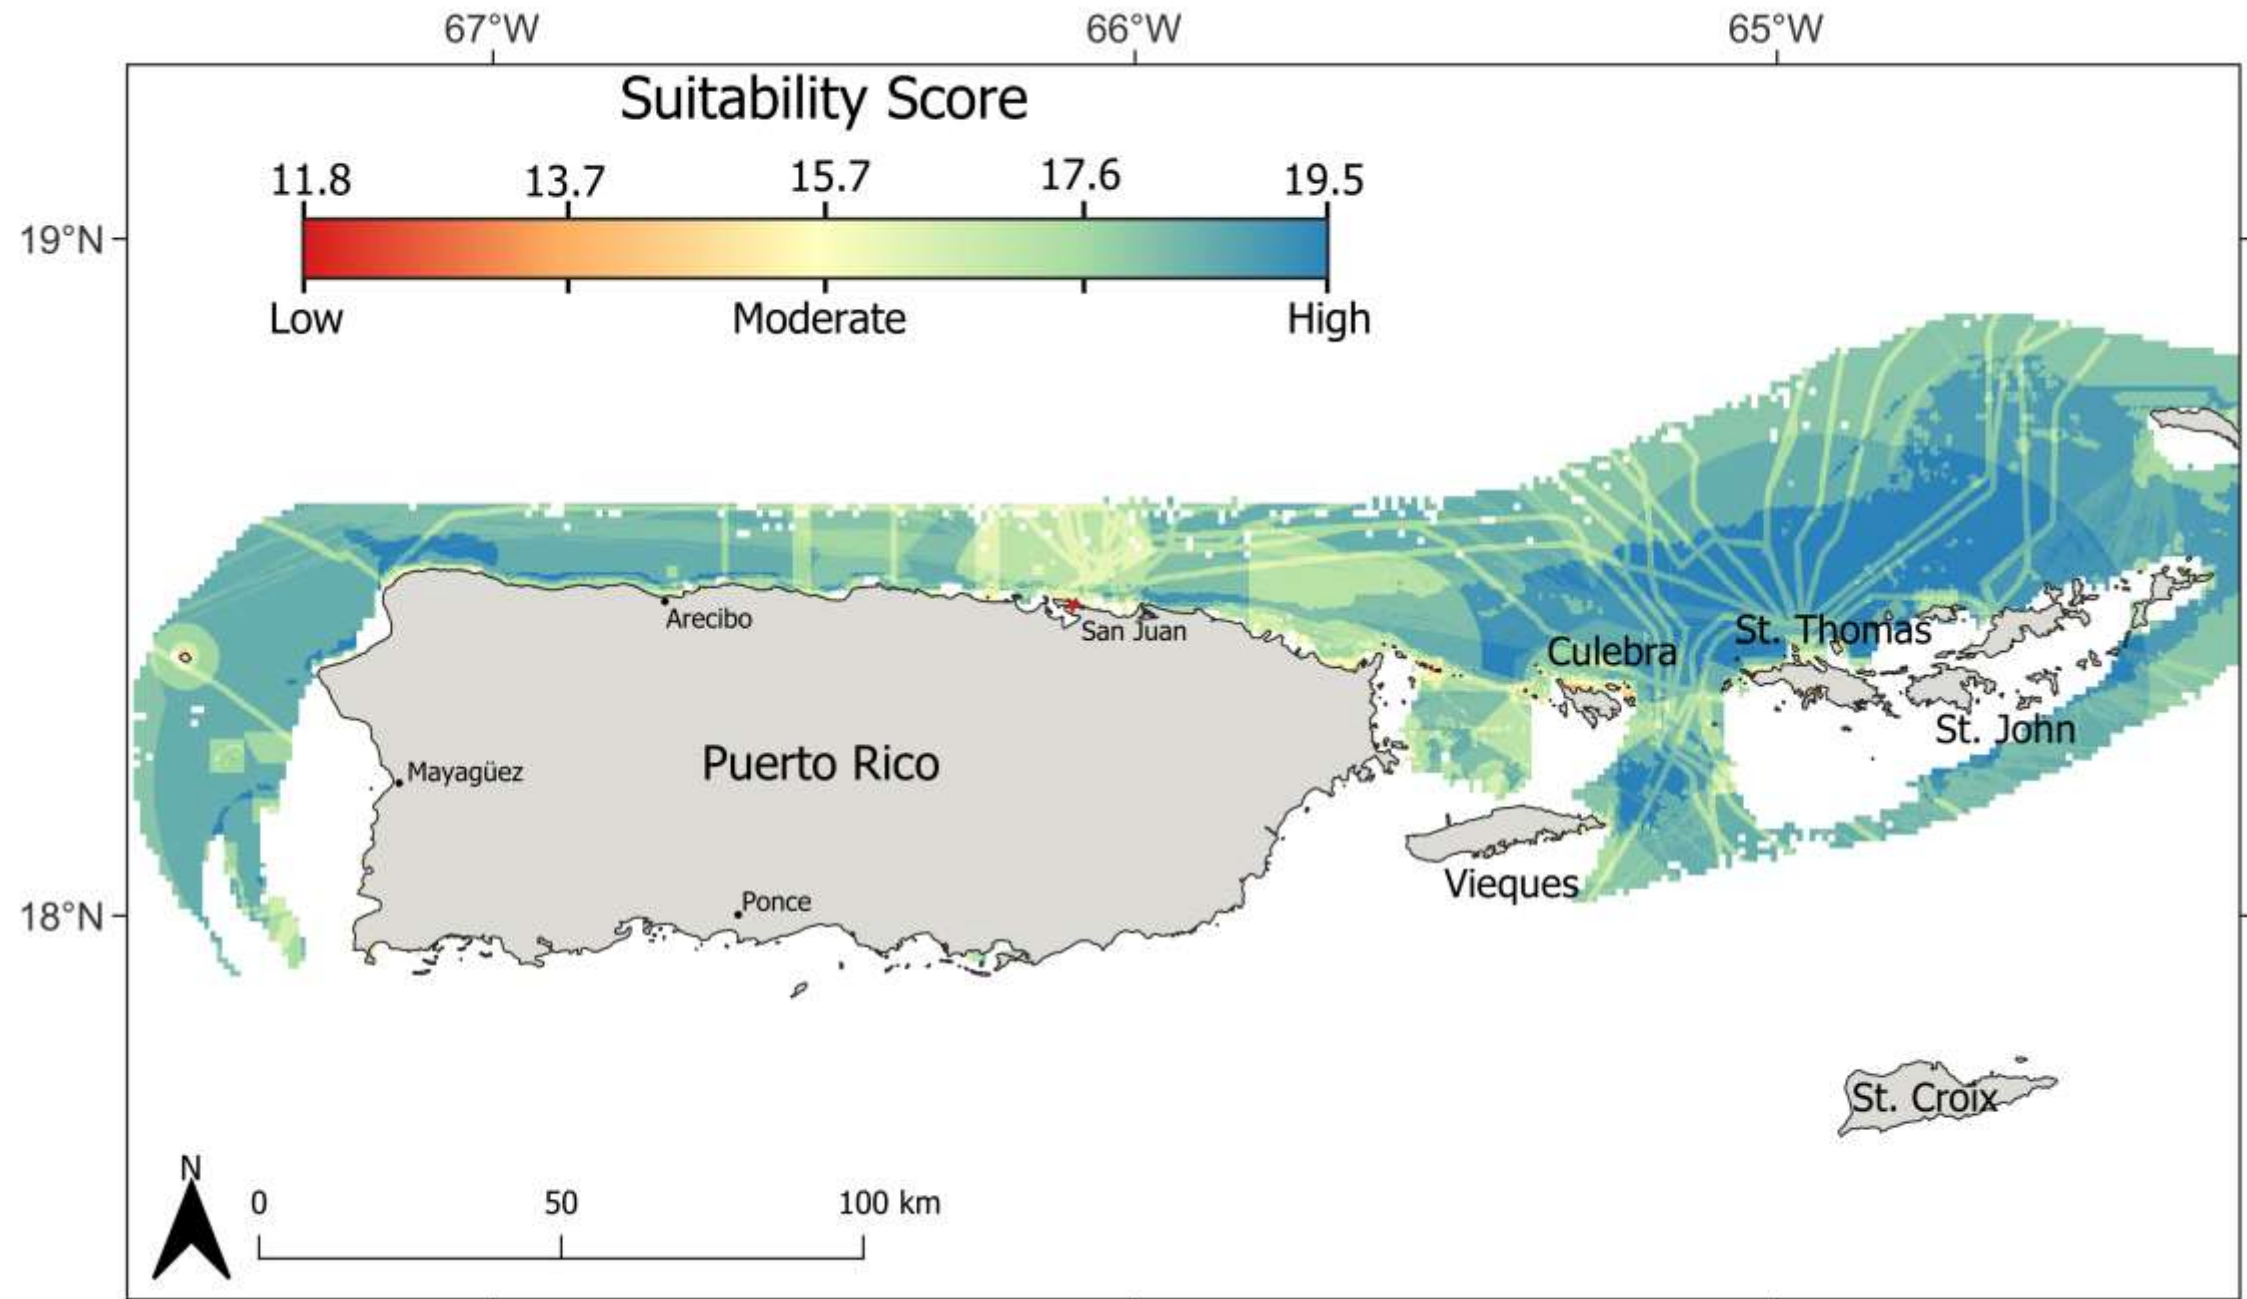 67°W 66°W 65°W
Suitability Score
11.8 13.7 15.7 17.6 19.5
19°N
Low Moderate High
Arecibo
San Juan
St. Thomas
Culebra
St. John
Puerto Rico
Mayagüez
Vieques
Ponce
18°N
St. Croix
N
0 50 100 km